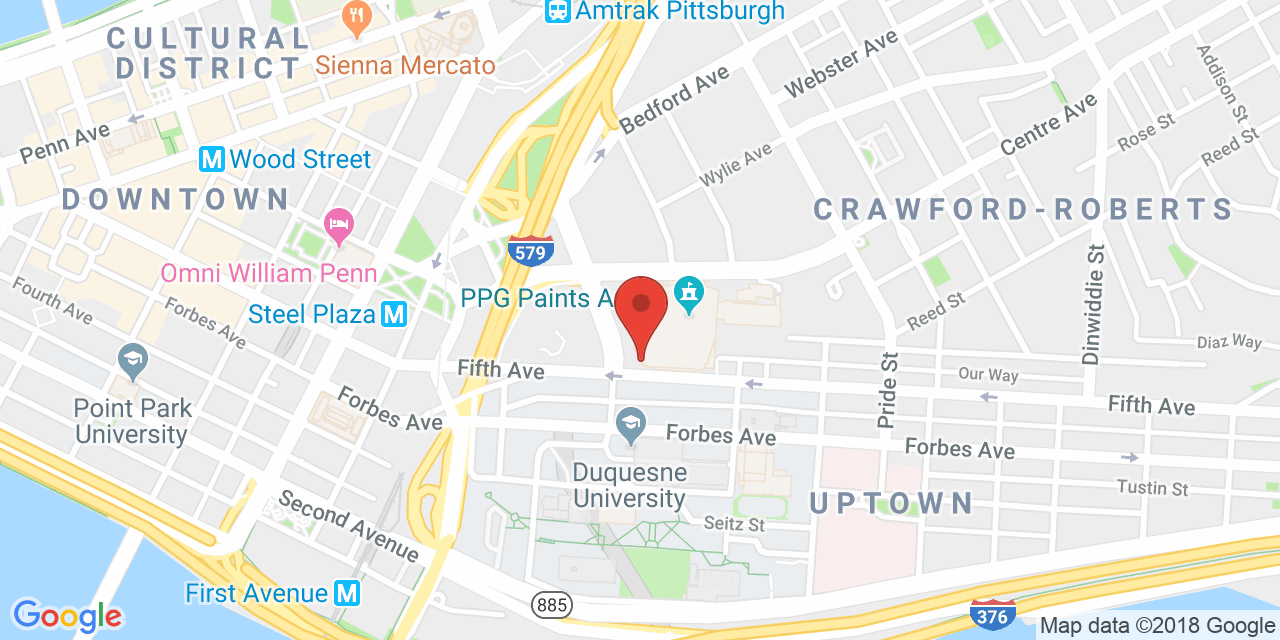 Amtrak Pittsburgh
CULTURAL
DISTRICT
Sienna Mercato
Webster Ave
Bedford Ave
Addison St
Centre Ave
Rose St
Reed St
Penn Ave
M Wood Street
Wylie Ave
DOWNTOWN
CRAWFORD-ROBERTS
579
Omni William Penn
Fourth Ave
Forbes Ave
Steel Plaza M
PPG Paints A
Reed St
Dinwiddie St
Diaz Way
Fifth Ave
Our Way
Pride St
Fifth Ave
Point Park
University
Forbes Ave
Forbes Ave
Forbes Ave
Duquesne
University
Tustin St
UPTOWN
Second Avenue
Seitz St
First Avenue M
885
376
Google
Map data ©2018 Google